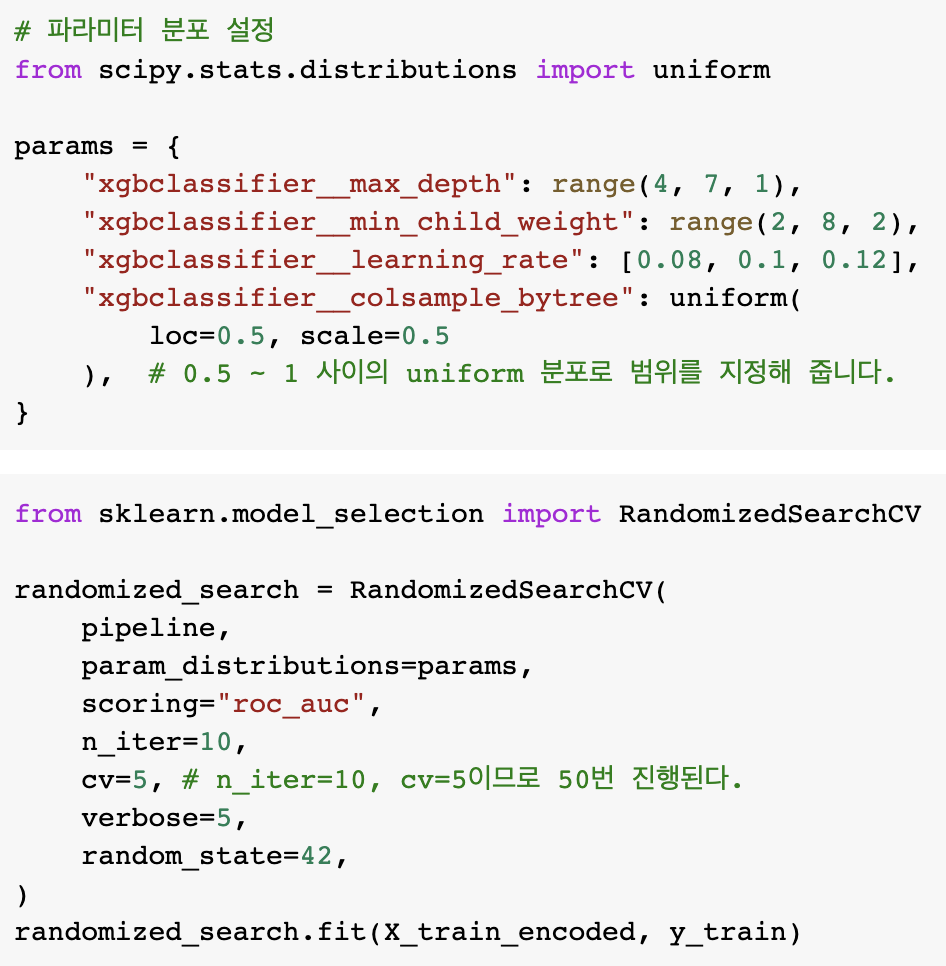 # 파라미터 분포 설정
from scipy.stats.distributions import uniform

params = {
    "xgbclassifier__max_depth": range(4, 7, 1),
    "xgbclassifier__min_child_weight": range(2, 8, 2),
    "xgbclassifier__learning_rate": [0.08, 0.1, 0.12],
    "xgbclassifier__colsample_bytree": uniform(
        loc=0.5, scale=0.5
    ),  # 0.5 ~ 1 사이의 uniform 분포로 범위를 지정해 줍니다.
}

from sklearn.model_selection import RandomizedSearchCV

randomized_search = RandomizedSearchCV(
    pipeline,
    param_distributions=params,
    scoring="roc_auc",
    n_iter=10,
    cv=5, # n_iter=10, cv=5이므로 50번 진행된다.
    verbose=5,
    random_state=42,
)
randomized_search.fit(X_train_encoded, y_train)